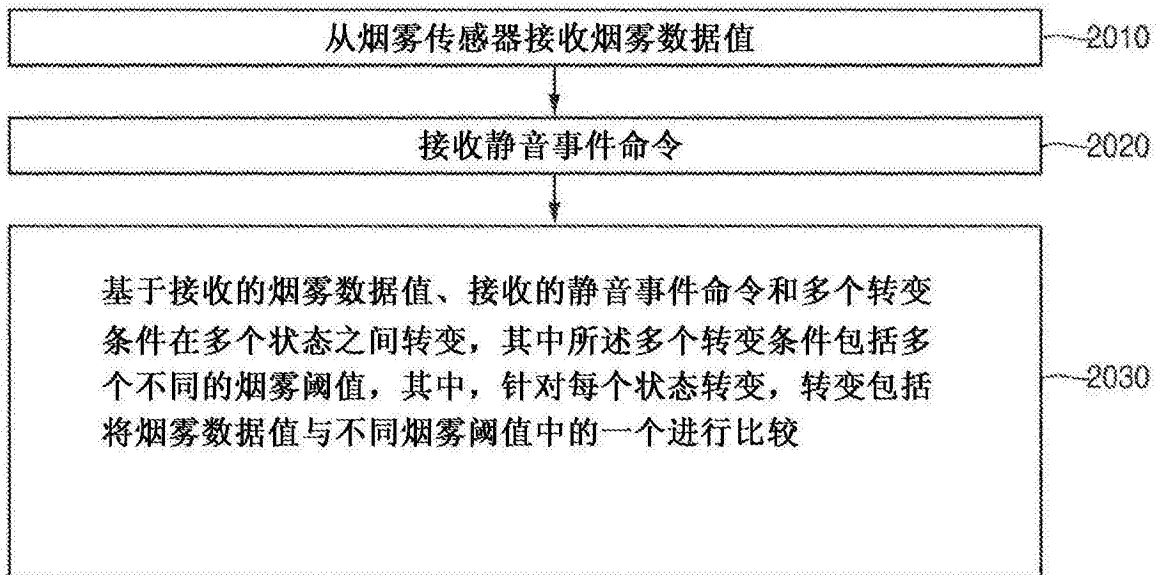 从烟雾传感器接收烟雾数据值
2010
接收静音事件命令
2020
基于接收的烟雾数据值、接收的静音事件命令和多个转变
条件在多个状态之间转变，其中所述多个转变条件包括多
个不同的烟雾阈值，其中，针对每个状态转变，转变包括
将烟雾数据值与不同烟雾阈值中的一个进行比较
2030